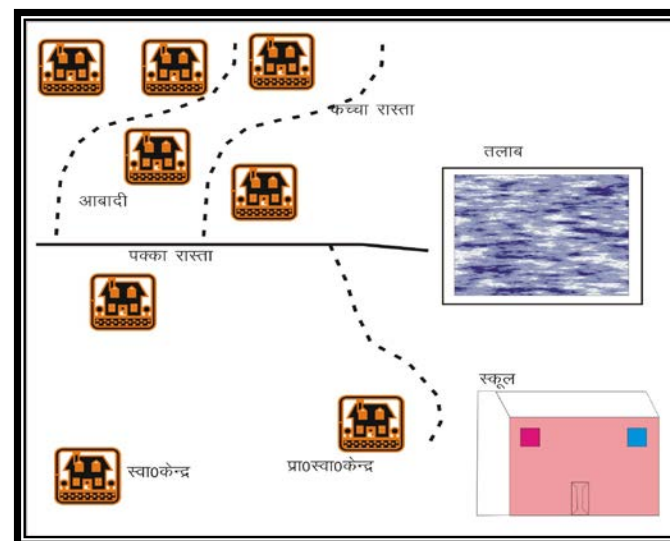 कच्चा रास्ता
तलाब
आबादी
पक्का रास्ता
स्कूल
स्वा0केन्द्र
प्रा0स्वा0केन्द्र